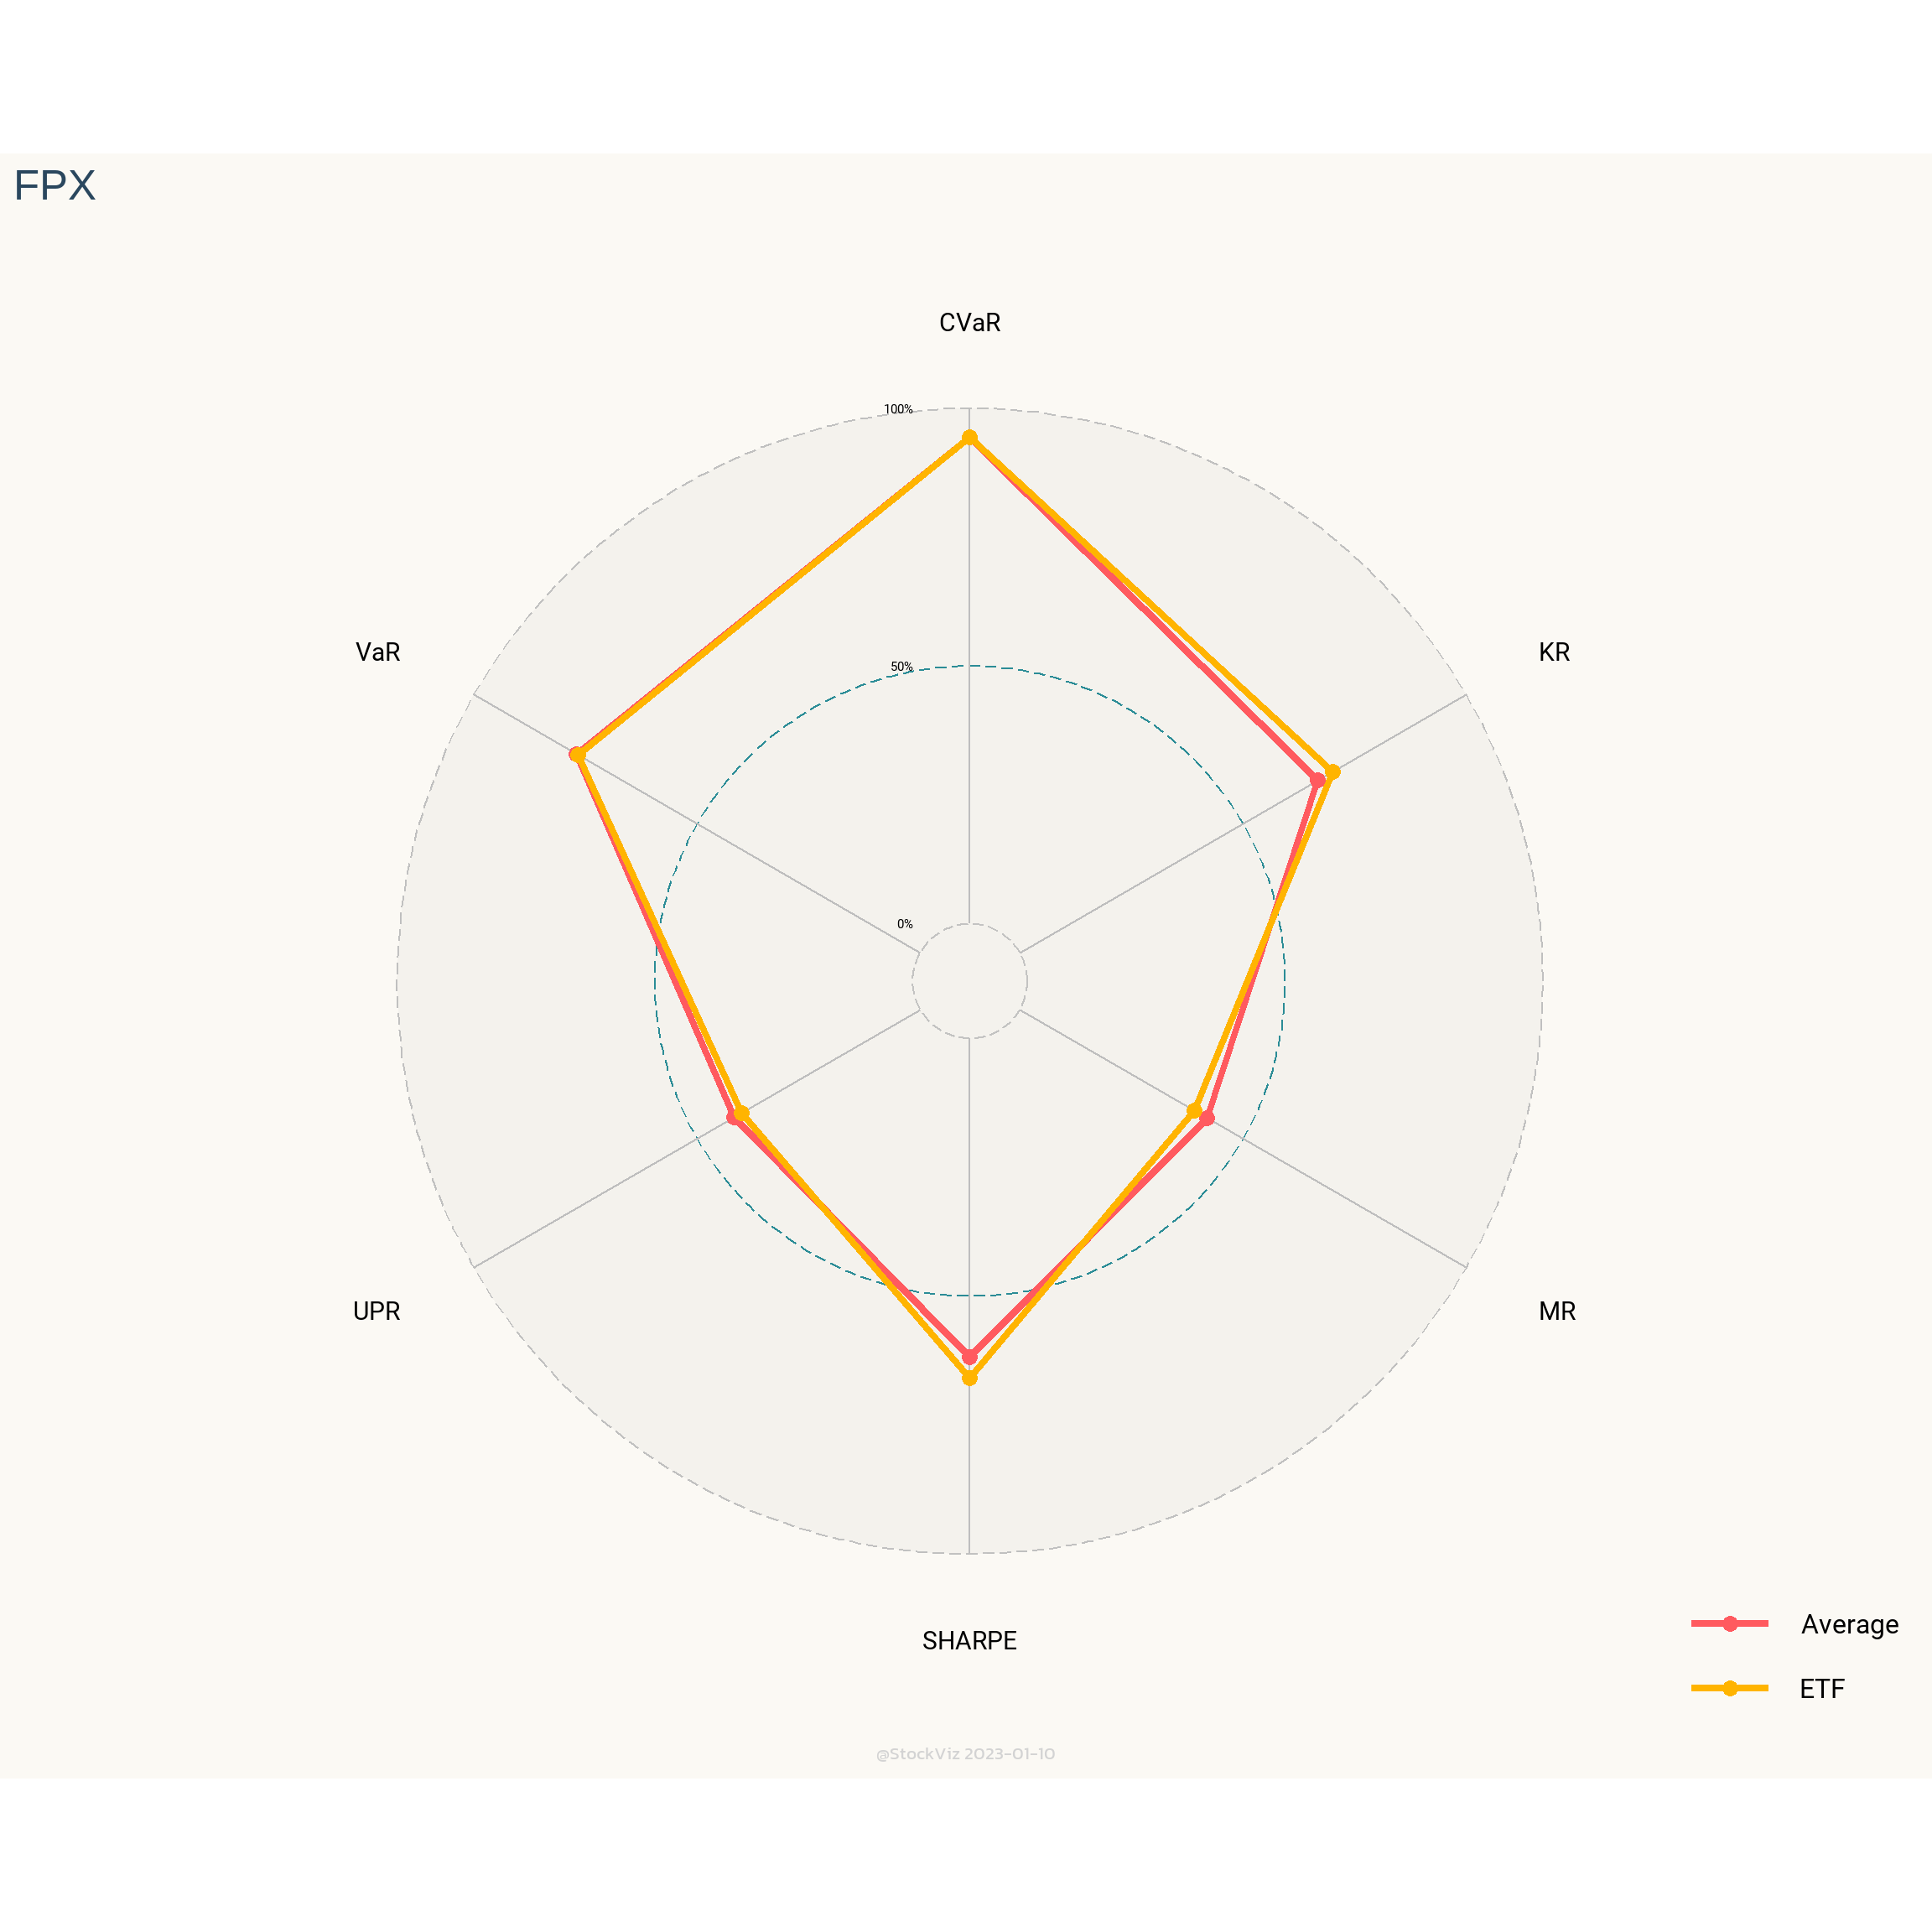 FPX
CVaR
100%
VaR
KR
50%
0%
UPR
MR
SHARPE
Average
ETF
@StockViz 2023-01-10